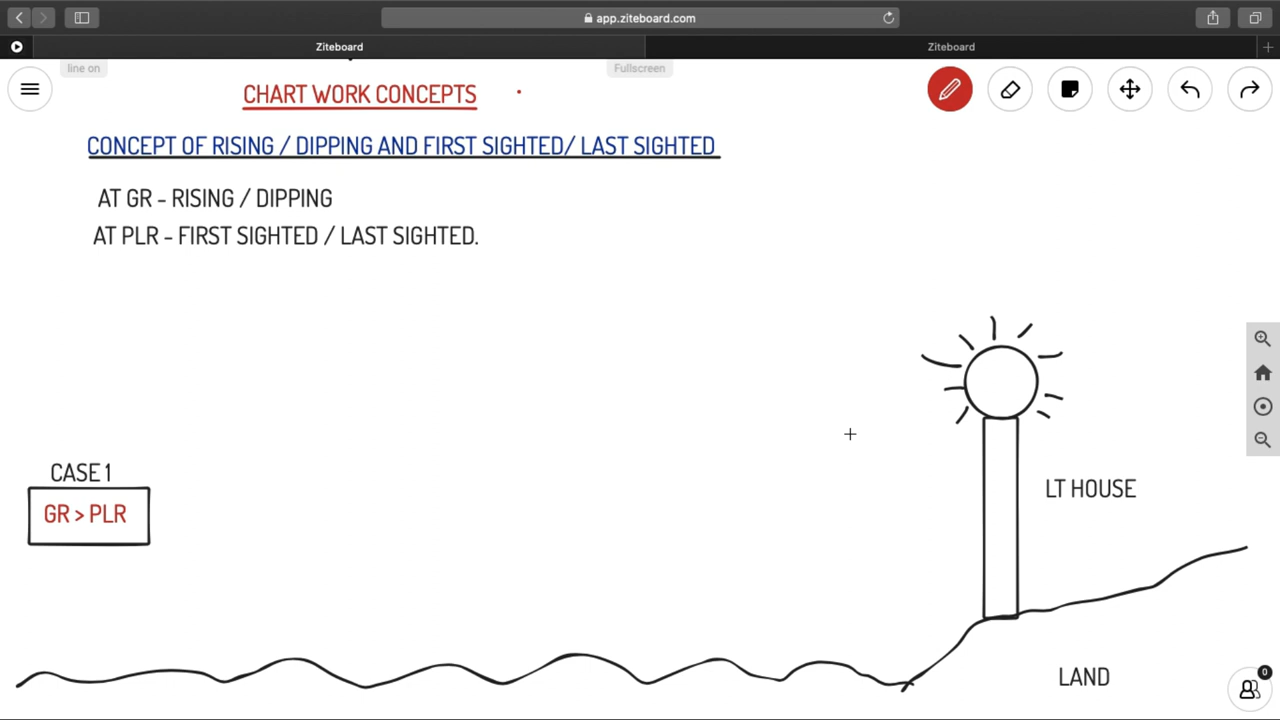 app.ziteboard.com
Ziteboard
Ziteboard
line on
Fullscreen
CHART WORK CONCEPTS
CONCEPT OF RISING / DIPPING AND FIRST SIGHTED/ LAST SIGHTED
AT GR - RISING / DIPPING
AT PLR - FIRST SIGHTED / LAST SIGHTED.
CASE 1
GR > PLR
LT HOUSE
LAND
0